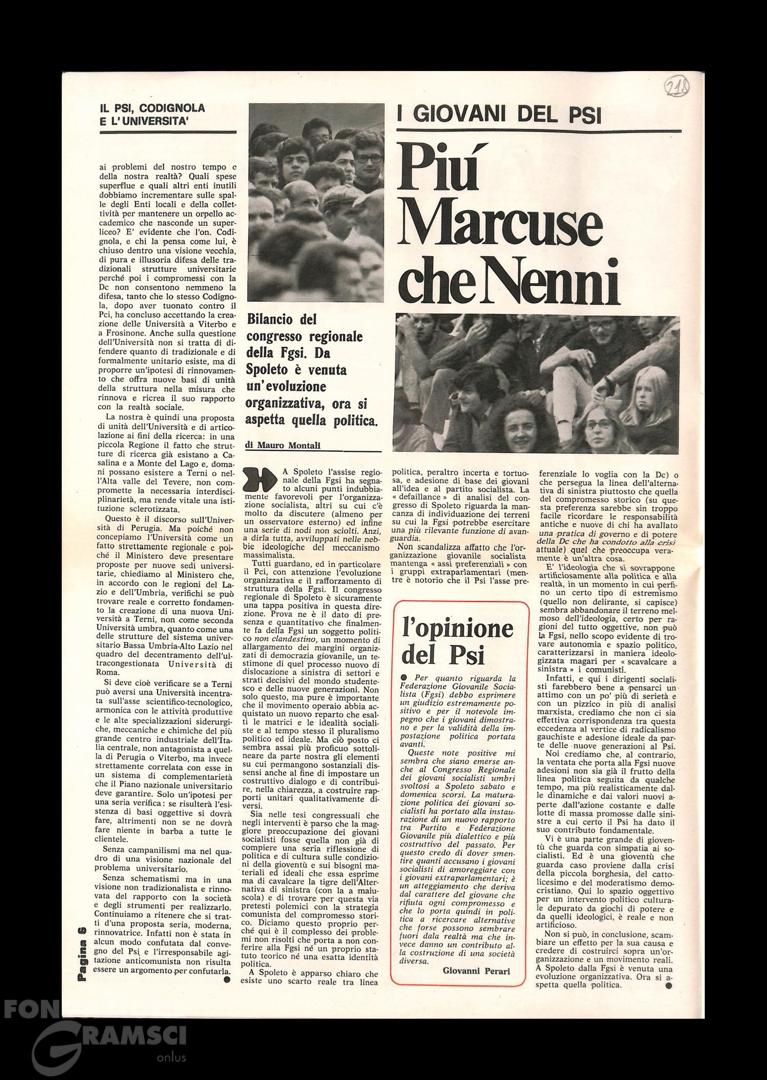 218
IL PSI, CODIGNOLA
E L'UNIVERSITA'
ai problemi del nostro tempo e
della nostra realtà? Quali spese
superflue e quali altri enti inutili
dobbiamo incrementare sulle spal-
le degli Enti locali e della collet-
tività per mantenere un orpello ac-
cademico che nasconde un super-
liceo? E' evidente che l'on. Codi-
gnola, e chi la pensa come lui, è
chiuso dentro una visione vecchia,
di pura e illusoria difesa delle tra-
dizionali strutture universitarie
perché poi i compromessi con la
Dc non consentono nemmeno la
difesa, tanto che lo stesso Codigno-
la, dopo aver tuonato contro il
Pci, ha concluso accettando la crea-
zione delle Università a Viterbo e
a Frosinone. Anche sulla questione
dell'Università non si tratta di di-
fendere quanto di tradizionale e di
formalmente unitario esiste, ma di
proporre un'ipotesi di rinnovamen-
to che offra nuove basi di unità
della struttura nella misura che
rinnova e ricrea il suo rapporto
con la realtà sociale.
La nostra è quindi una proposta
di unità dell'Università e di artico-
lazione ai fini della ricerca: in una
piccola Regione il fatto che strut-
ture di ricerca già esistano a Ca-
salina e a Monte del Lago e, doma-
ni possano esistere a Terni o nel-
l'Alta valle del Tevere, non com-
promette la necessaria interdisci-
plinarietà, ma rende vitale una isti-
tuzione sclerotizzata.
Questo è il discorso sull'Univer-
sità di Perugia. Ma poiché non
concepiamo l'Università come un
fatto strettamente regionale e poi-
ché il Ministero deve presentare
proposte per nuove sedi universi-
tarie, chiediamo al Ministero che,
in accordo con le regioni del La-
zio e dell'Umbria, verifichi se può
trovare reale e corretto fondamen-
to la creazione di una nuova Uni-
versità a Terni, non come seconda
Università umbra, quanto come una
delle strutture del sistema univer-
sitario Bassa Umbria-Alto Lazio nel
quadro del decentramento dell'ul-
tracongestionata Università di
Roma.
Si deve cioè verificare se a Terni
può aversi una Università incentra-
ta sull'asse scientifico-tecnologico,
armonica con le attività produttive
e le alte specializzazioni siderurgi-
che, meccaniche e chimiche del più
grande centro industriale dell'Ita-
lia centrale, non antagonista a quel-
la di Perugia o Viterbo, ma invece
strettamente correlata con esse in
un sistema di complementarietà
che il Piano nazionale universitario
deve garantire. Solo un'ipotesi per
una seria verifica: se risulterà l'esi-
stenza di basi oggettive si dovrà
fare, altrimenti non se ne dovrà
fare niente in barba a tutte le
clientele.
Senza campanilismi ma nel qua-
dro di una visione nazionale del
problema universitario.
Senza schematismi ma in una
visione non tradizionalista e rinno-
vata del rapporto con la società
e degli strumenti per realizzarlo.
Continuiamo a ritenere che si trat-
ti d'una proposta seria, moderna,
rinnovatrice. Infatti non è stata in
alcun modo confutata dal conve-
gno del Psi e l'irresponsabile agi-
tazione anticomunista non risulta
essere un argomento per confutarla.
Pagina 6
I GIOVANI DEL PSI
Piú
Marcuse
che Nenni
Bilancio del
congresso regionale
della Fgsi. Da
Spoleto è venuta
un'evoluzione
organizzativa, ora si
aspetta quella politica.
di Mauro Montali
A Spoleto l'assise regio-
nale della Fgsi ha segna-
to alcuni punti indubbia-
mente favorevoli per l'organizza-
zione socialista, altri su cui c'è
molto da discutere (almeno per
un osservatore esterno) ed infine
una serie di nodi non sciolti. Anzi,
a dirla tutta, avviluppati nelle neb-
bie ideologiche del meccanismo
massimalista.
Tutti guardano, ed in particolare
il Pci, con attenzione l'evoluzione
organizzativa e il rafforzamento di
struttura della Fgsi. Il congresso
regionale di Spoleto è sicuramente
una tappa positiva in questa dire-
zione. Prova ne è il dato di pre-
senza e quantitativo che finalmen-
te fa della Fgsi un soggetto politi-
co non clandestino, un momento di
allargamento dei margini organiz-
zati di democrazia giovanile, un te-
stimone di quel processo nuovo di
dislocazione a sinistra di settori e
strati decisivi del mondo studente-
sco e delle nuove generazioni. Non
solo questo, ma pure è importante
che il movimento operaio abbia ac-
quistato un nuovo reparto che esal-
ti le matrici e le idealità sociali-
ste e al tempo stesso il pluralismo
politico ed ideale. Ma ciò posto ci
sembra assai più proficuo sottoli-
neare da parte nostra gli elementi
su cui permangono sostanziali dis-
sensi anche al fine di impostare un
costruttivo dialogo e di contribui-
re, nella chiarezza, a costruire rap-
porti unitari qualitativamente di-
versi.
Sia nelle tesi congressuali che
negli interventi è parso che la mag-
giore preoccupazione dei giovani
socialisti fosse quella non già di
compiere una seria riflessione di
politica e di cultura sulle condizio-
ni della gioventù e sui bisogni ma-
teriali ed ideali che essa esprime
ma di cavalcare la tigre dell'Alter-
nativa di sinistra (con la a maiu-
scola) e di trovare per questa via
pretesti polemici con la strategia
comunista del compromesso stori-
co. Diciamo questo proprio per-
ché qui è il complesso dei proble-
mi non risolti che porta a non con-
ferire alla Fgsi né un proprio sta-
tuto teorico né una esatta identità
politica.
A Spoleto è apparso chiaro che
esiste uno scarto reale tra linea
politica, peraltro incerta e tortuo-
sa, e adesione di base dei giovani
all'idea e al partito socialista. La
« defaillance » di analisi del con-
gresso di Spoleto riguarda la man-
canza di individuazione dei terreni
su cui la Fgsi potrebbe esercitare
una più rilevante funzione di avan-
guardia.
Non scandalizza affatto che l'or-
ganizzazione giovanile socialista
mantenga « assi preferenziali » con
i gruppi extraparlamentari (men-
tre è notorio che il Psi l'asse pre-
l'opinione
del Psi
Per quanto riguarda la
Federazione Giovanile Socia-
lista (Fgsi) debbo esprimere
un giudizio estremamente po-
sitivo e per il notevole im-
pegno che i giovani dimostra-
no e per la validità della im-
postazione politica portata
avanti.
Queste note positive mi
sembra che siano emerse an-
che al Congresso Regionale
dei giovani socialisti umbri
svoltosi a Spoleto sabato e
domenica scorsi. La matura-
zione politica dei giovani so-
cialisti ha portato alla instau-
razione di un nuovo rapporto
tra Partito e Federazione
Giovanile più dialettico e più
costruttivo del passato. Per
questo credo di dover smen-
tire quanti accusano i giovani
socialisti di amoreggiare con
i giovani extraparlamentari; è
un atteggiamento che deriva
dal carattere del giovane che
rifiuta ogni compromesso e
che lo porta quindi in poli-
tica a ricercare alternative
che forse possono sembrare
fuori dalla realtà ma che in-
vece danno un contributo al-
la costruzione di una società
diversa.
Giovanni Perari
ferenziale lo voglia con la Dc) o
che persegua la linea dell'alterna-
tiva di sinistra piuttosto che quella
del compromesso storico (su que-
sta preferenza sarebbe sin troppo
facile ricordare le responsabilità
antiche e nuove di chi ha avallato
una pratica di governo e di potere
della Dc che ha condotto alla crisi
attuale) quel che preoccupa vera-
mente è un'altra cosa.
E' l'ideologia che si sovrappone
artificiosamente alla politica e alla
realtà, in un momento in cui perfi-
no un certo tipo di estremismo
(quello non delirante, si capisce)
sembra abbandonare il terreno mel-
moso dell'ideologia, certo per ra-
gioni del tutto oggettive, non può
la Fgsi, nello scopo evidente di tro-
vare autonomia e spazio politico,
caratterizzarsi in maniera ideolo-
gizzata magari per « scavalcare a
sinistra » i comunisti.
Infatti, e qui i dirigenti sociali-
sti farebbero bene a pensarci un
attimo con un po' più di serietà e
con un pizzico in più di analisi
marxista, crediamo che non ci sia
effettiva corrispondenza tra questa
eccedenza al vertice di radicalismo
gauchiste e adesione ideale da par-
te delle nuove generazioni al Psi.
Noi crediamo che, al contrario,
la ventata che porta alla Fgsi nuove
adesioni non sia già il frutto della
linea politica seguita da qualche
tempo, ma più realisticamente dal-
le dinamiche e dai valori nuovi a-
perte dall'azione costante e dalle
lotte di massa promosse dalle sini-
stre a cui certo il Psi ha dato il
suo contributo fondamentale.
Vi è una parte grande di gioven-
tù che guarda con simpatia ai so-
cialisti. Ed è una gioventù che
guarda caso proviene dalla crisi
della piccola borghesia, del catto-
licesimo e del moderatismo demo-
cristiano. Qui lo spazio oggettivo
per un intervento politico cultura-
le depurato da giochi di potere e
da quelli ideologici, è reale e non
artificioso.
Non si può, in conclusione, scam-
biare un effetto per la sua causa e
credere di costruirci sopra un'or-
ganizzazione e un movimento reali.
A Spoleto dalla Fgsi è venuta una
evoluzione organizzativa. Ora si a-
spetta quella politica.
FON
GRAMSCI
onlus